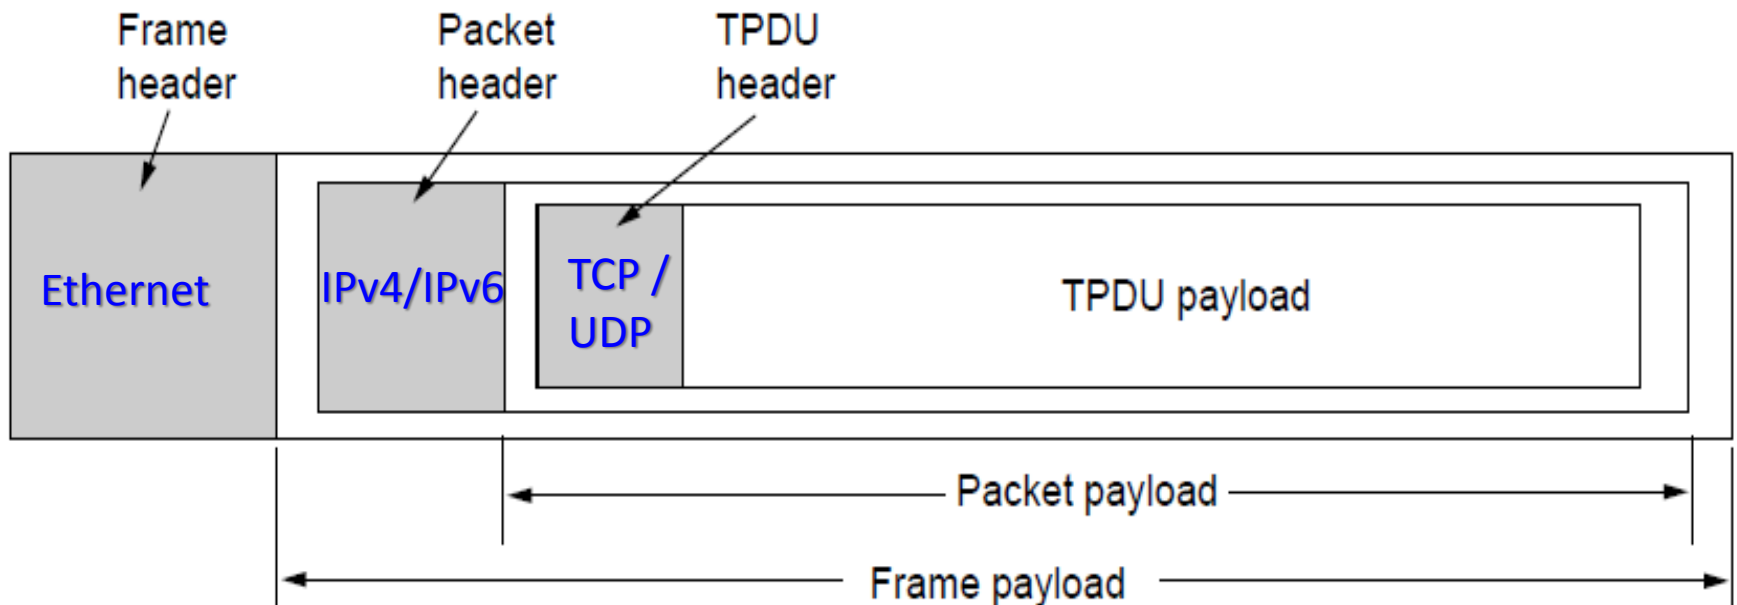 Frame
header
Packet
header
TPDU
header
Ethernet
IPv4/IPv6
TCP /
UDP
TPDU payload
Packet payload
Frame payload